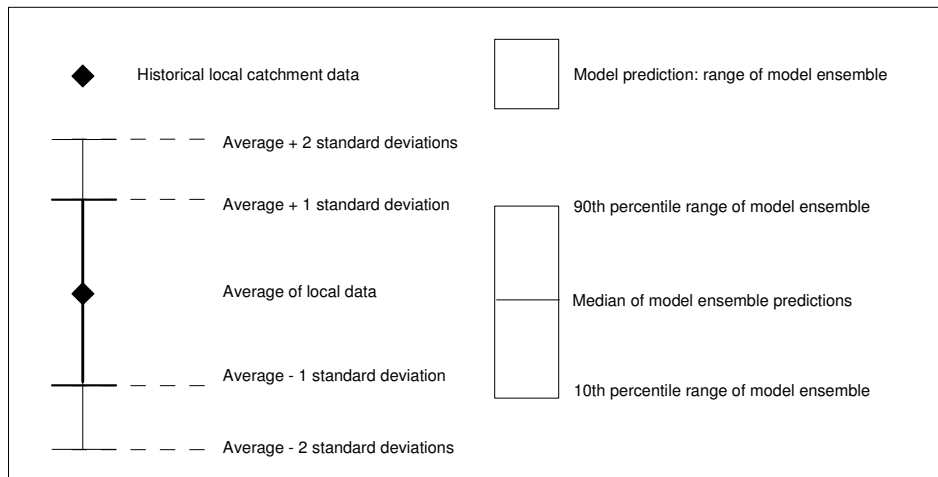 Historical local catchment data
Average + 2 standard deviations
Average + 1 standard deviation
Average of local data
Average - 1 standard deviation
Average - 2 standard deviations
Model prediction: range of model ensemble
90th percentile range of model ensemble
Median of model ensemble predictions
10th percentile range of model ensemble